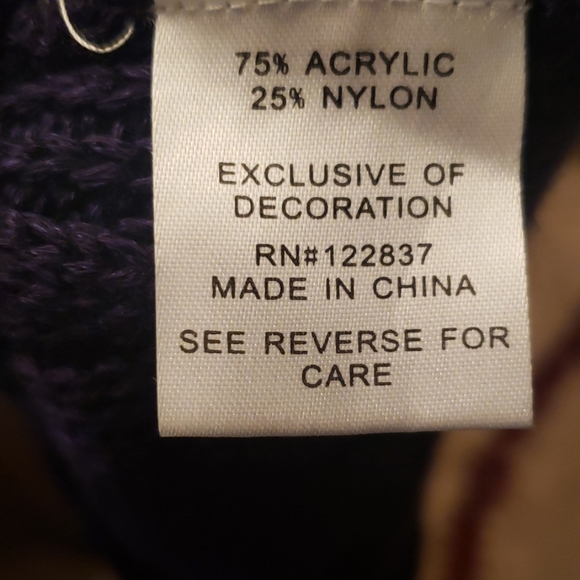 75% ACRYLIC
25% NYLON
EXCLUSIVE OF
DECORATION
RN#122837
MADE IN CHINA
SEE REVERSE FOR
CARE